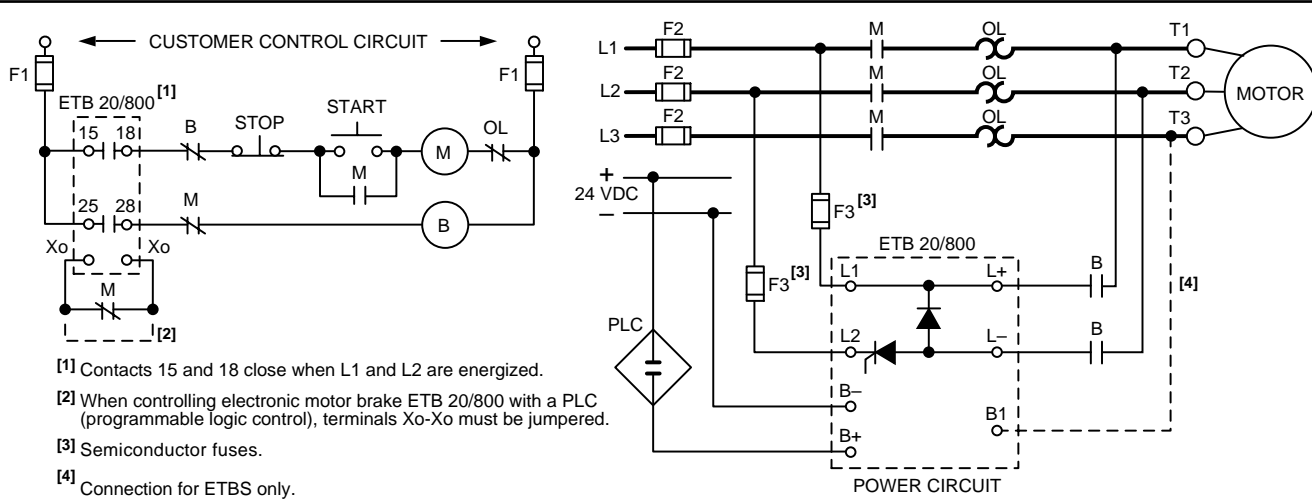 CUSTOMER CONTROL CIRCUIT
F1
F1
ETB 20/800 [1]
15 18
B
STOP
START
M
OL
M
25 28
M
B
Xo
Xo
M
[2]
[1] Contacts 15 and 18 close when L1 and L2 are energized.
[2] When controlling electronic motor brake ETB 20/800 with a PLC
(programmable logic control), terminals Xo-Xo must be jumpered.
[3] Semiconductor fuses.
[4] Connection for ETBS only.
L1
F2
M
OL
T1
L2
F2
M
OL
T2
MOTOR
L3
F2
M
OL
T3
+
24 VDC
–
F3 [3]
F3 [3]
ETB 20/800
L1
L+
B
[4]
PLC
L2
L–
B
B–
B1
B+
POWER CIRCUIT